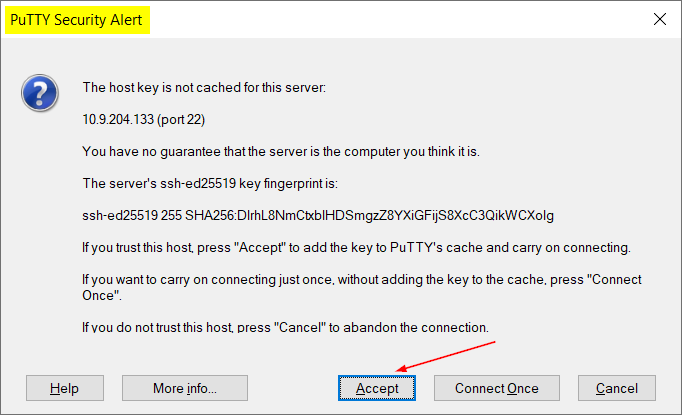 PuTTY Security Alert
The host key is not cached for this server:
10.9.204.133 (port 22)
You have no guarantee that the server is the computer you think it is.
The server's ssh-ed25519 key fingerprint is:
ssh-ed25519 255 SHA256:DIrhL8NmCtxbIHDSmgzZ8YXiGFijS8XcC3QikWCXoIg
If you trust this host, press "Accept" to add the key to PuTTY's cache and carry on connecting.
If you want to carry on connecting just once, without adding the key to the cache, press "Connect
Once".
If you do not trust this host, press "Cancel" to abandon the connection.
Help
More info...
Accept
Connect Once
Cancel